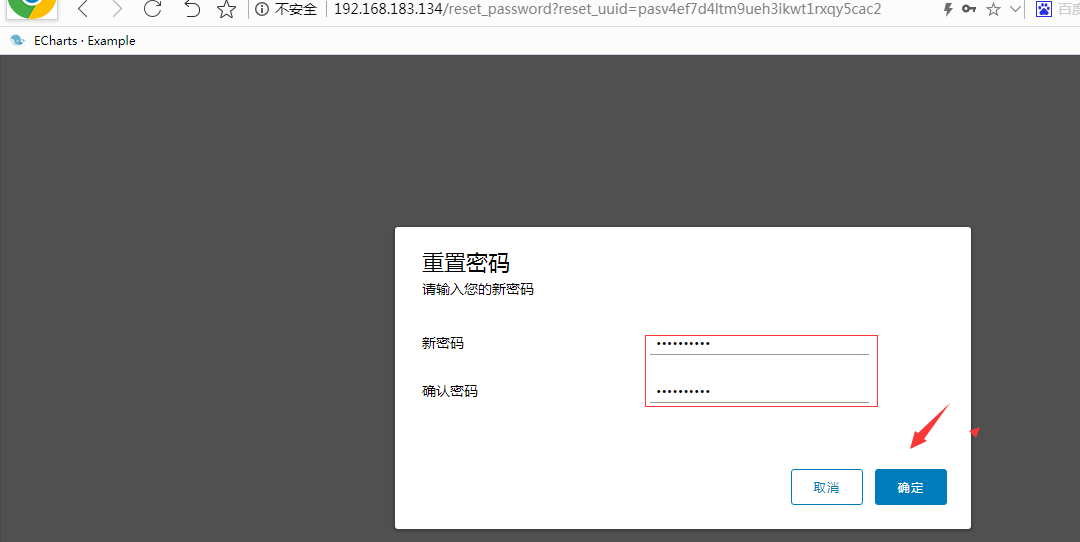 不安全 192.168.183.134/reset_password?reset_uuid=pasv4ef7d4ltm9ueh3ikwt1rxqy5cac2 百度
ECharts · Example
重置密码
请输入您的新密码
新密码 ••••••••••
确认密码 ••••••••••
取消 确定